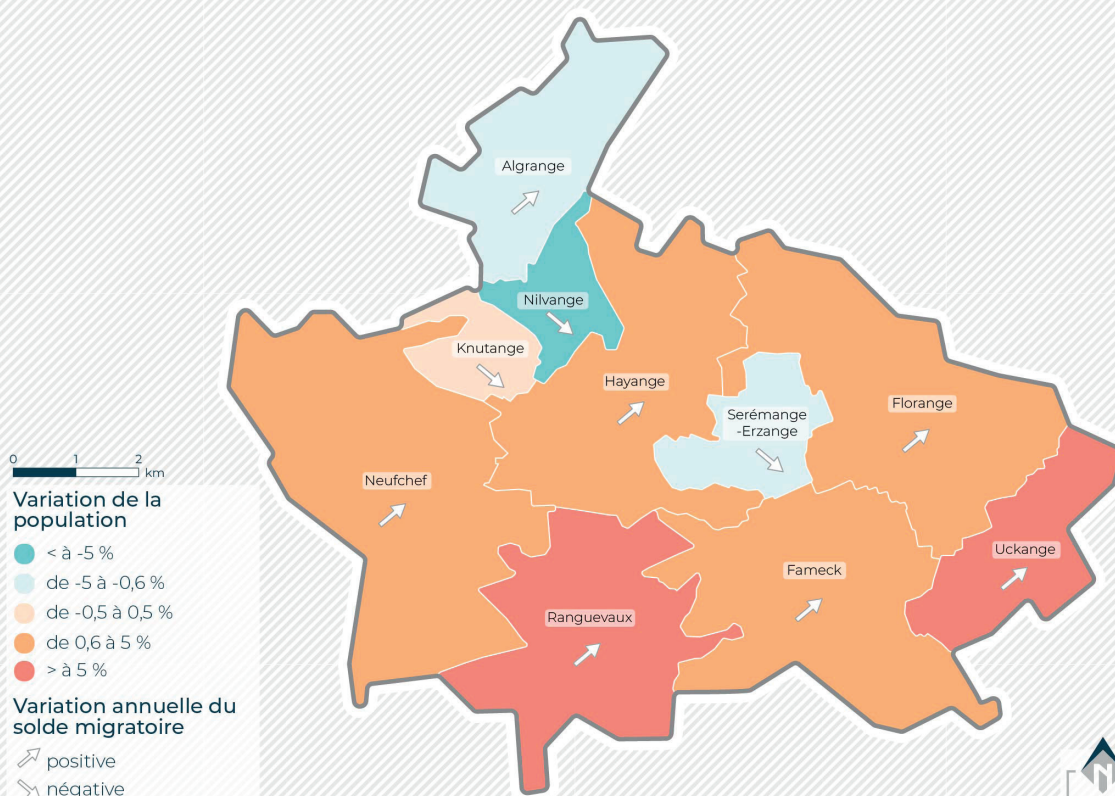 Algrange
Nilvange
Knutange
Hayange
Serémange
-Erzange
Florange
Neufchef
Uckange
Fameck
Ranguevaux
0 1 2
km
Variation de la
population
< à -5 %
de -5 à -0,6 %
de -0,5 à 0,5 %
de 0,6 à 5 %
> à 5 %
Variation annuelle du
solde migratoire
positive
négative
N